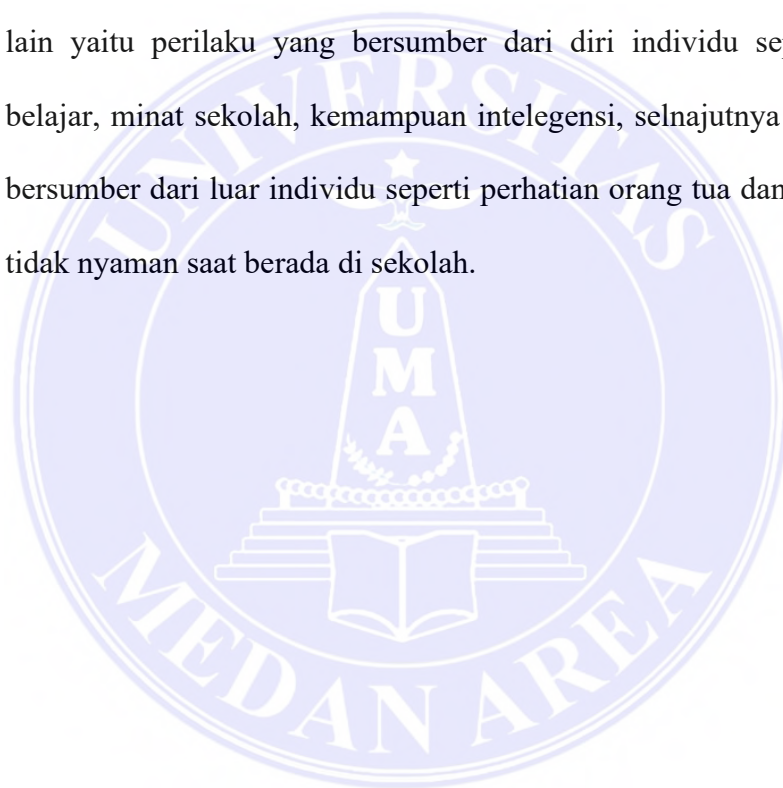 lain yaitu perilaku yang bersumber dari diri individu
belajar, minat sekolah, kemampuan intelegensi, selnajutnya
bersumber dari luar individu seperti perhatian orang tua dan
tidak nyaman saat berada di sekolah.
UNIVERSITAS
UMA
MEDAN AREA